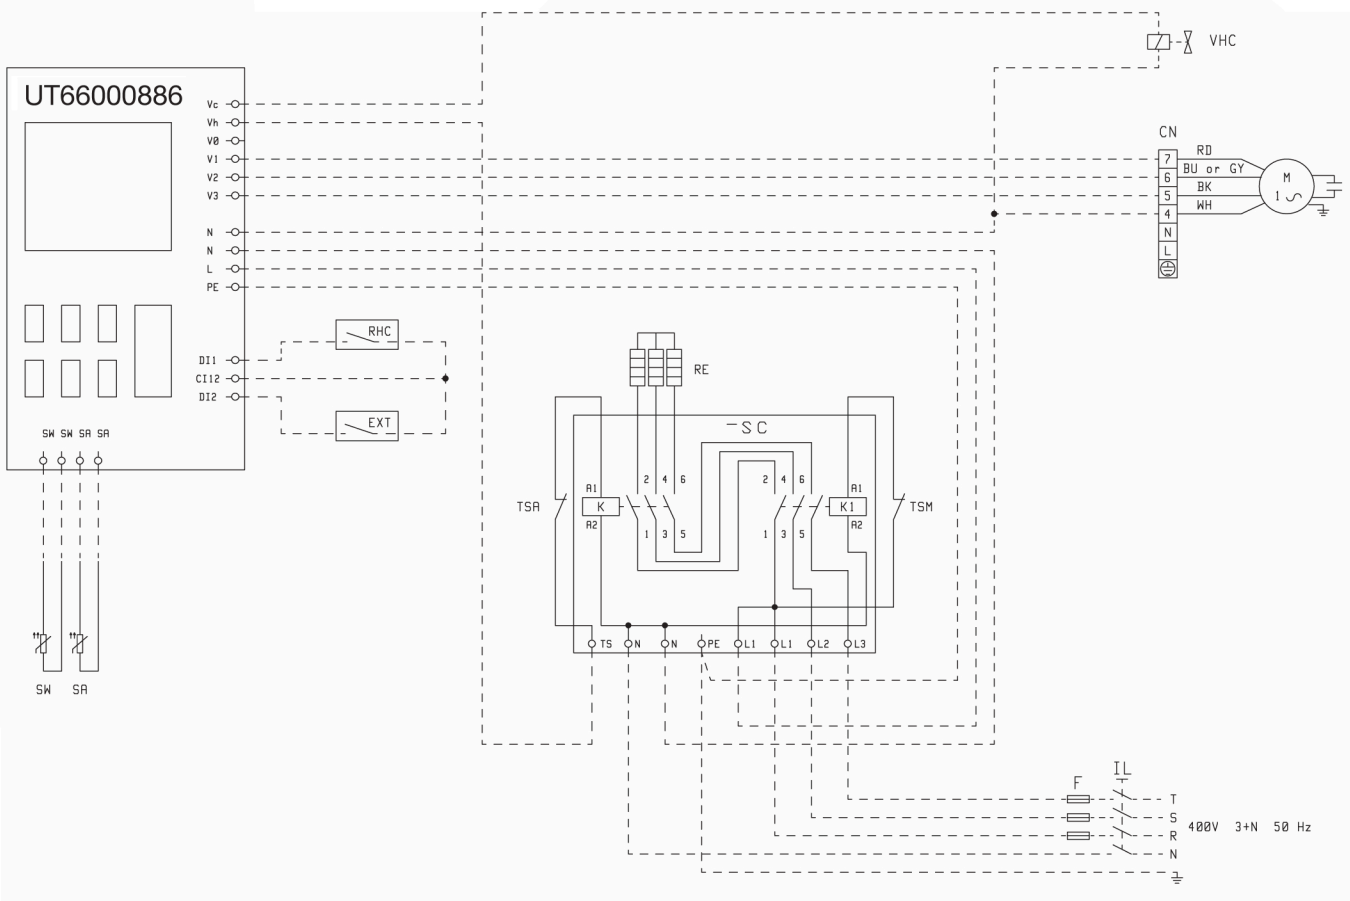 VHC
UT66000886
Vc
Vh
V0
V1
V2
V3
N
N
L
PE
CN
7 RD
6 BU or GY
5 BK
4 WH
N
L
M
1
RHC
DI1
CI12
DI2
EXT
RE
SW SW SA SA
SC
2 4 6
2 4 6
A1
A1
TSA
K
K1
TSM
A2
A2
1 3 5
1 3 5
TS N N PE L1 L1 L2 L3
SW SA
IL
F
T
S
400V 3+N 50 Hz
R
N